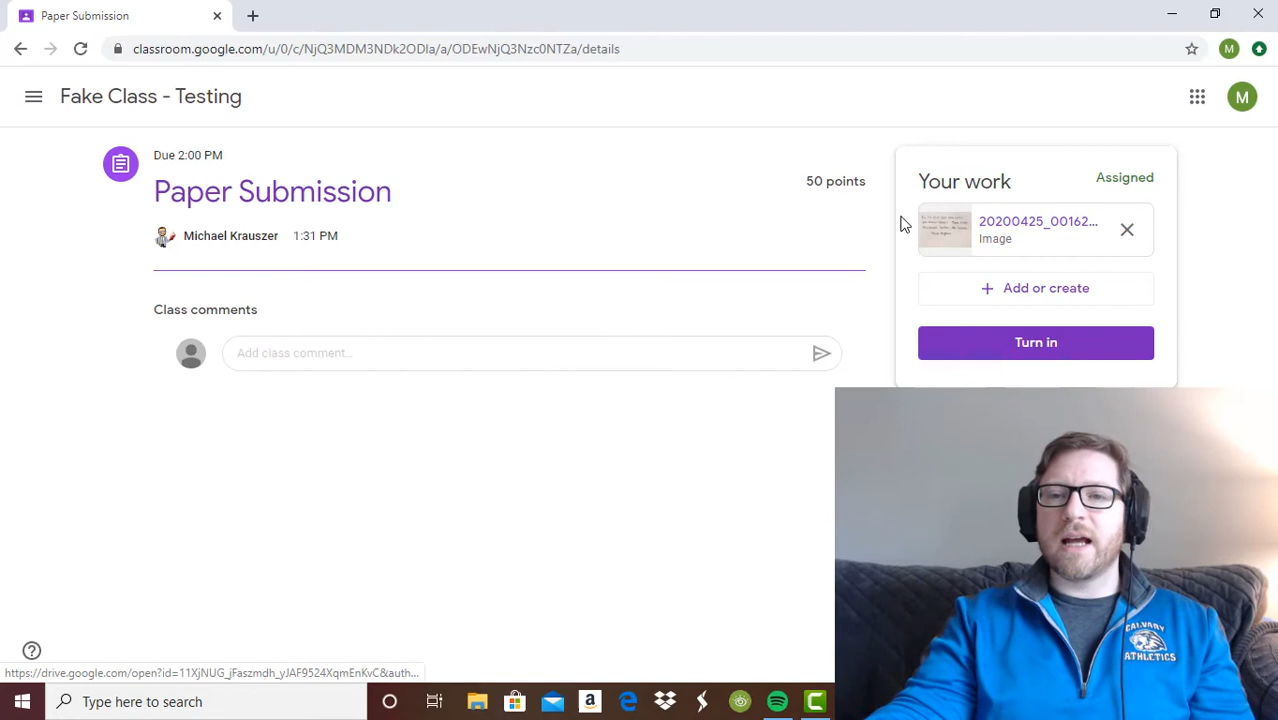 Paper Submission
classroom.google.com/u/0/c/NjQ3MDM3NDk2ODIa/a/ODEwNjQ3Nzc0NTZa/details
M
Fake Class - Testing
M
Due 2:00 PM
Paper Submission
50 points
Michael Krauszer 1:31 PM
Class comments
Add class comment...
Your work
Assigned
20200425_00162...
Image
+ Add or create
Turn in
CALVARY
ATHLETICS
https://drive.google.com/open?id=11XjNUG_jFaszmdh_yJAF9524XqmEnKvC&auth...
Type here to search